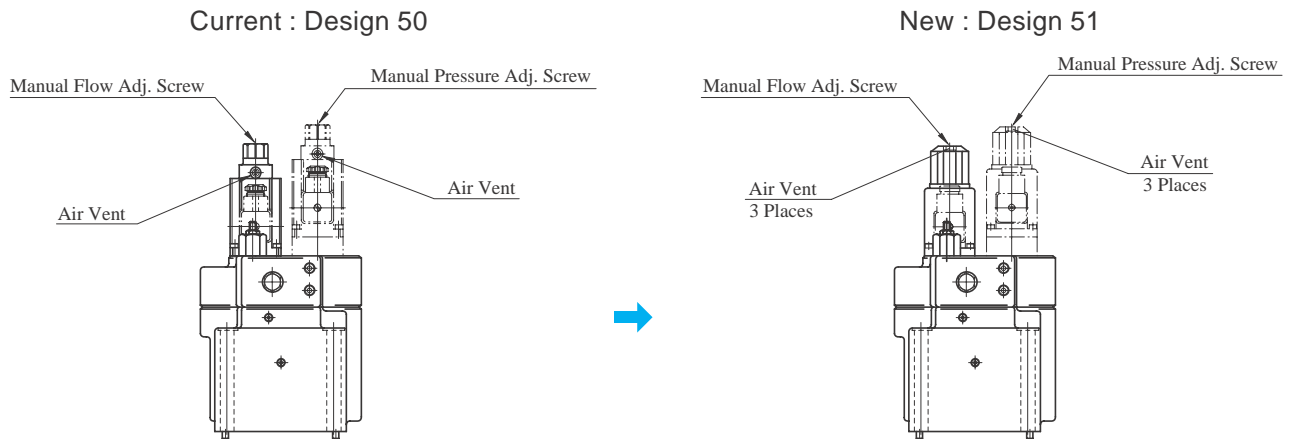 Current : Design 50
New : Design 51
Manual Flow Adj. Screw
Manual Pressure Adj. Screw
Air Vent
Air Vent
Manual Flow Adj. Screw
Manual Pressure Adj. Screw
Air Vent
3 Places
Air Vent
3 Places